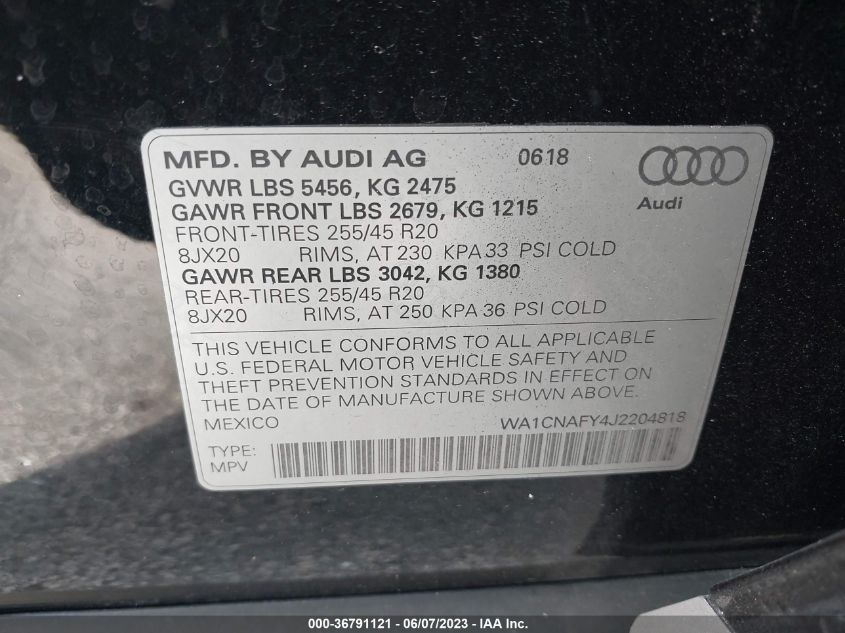 MFD. BY AUDI AG 0618
GVWR LBS 5456, KG 2475
GAWR FRONT LBS 2679, KG 1215
Audi
FRONT-TIRES 255/45 R20
8JX20 RIMS, AT 230 KPA 33 PSI COLD
GAWR REAR LBS 3042, KG 1380
REAR-TIRES 255/45 R20
8JX20 RIMS, AT 250 KPA 36 PSI COLD
THIS VEHICLE CONFORMS TO ALL APPLICABLE
U.S. FEDERAL MOTOR VEHICLE SAFETY AND
THEFT PREVENTION STANDARDS IN EFFECT ON
THE DATE OF MANUFACTURE SHOWN ABOVE.
MEXICO WA1CNAFY4J2204818
TYPE:
MPV
000-36791121 - 06/07/2023 - IAA Inc.